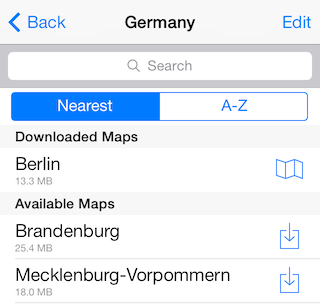 Back Germany Edit
Search
Nearest A-Z
Downloaded Maps
Berlin
13.3 MB
Available Maps
Brandenburg
25.4 MB
Mecklenburg-Vorpommern
18.0 MB